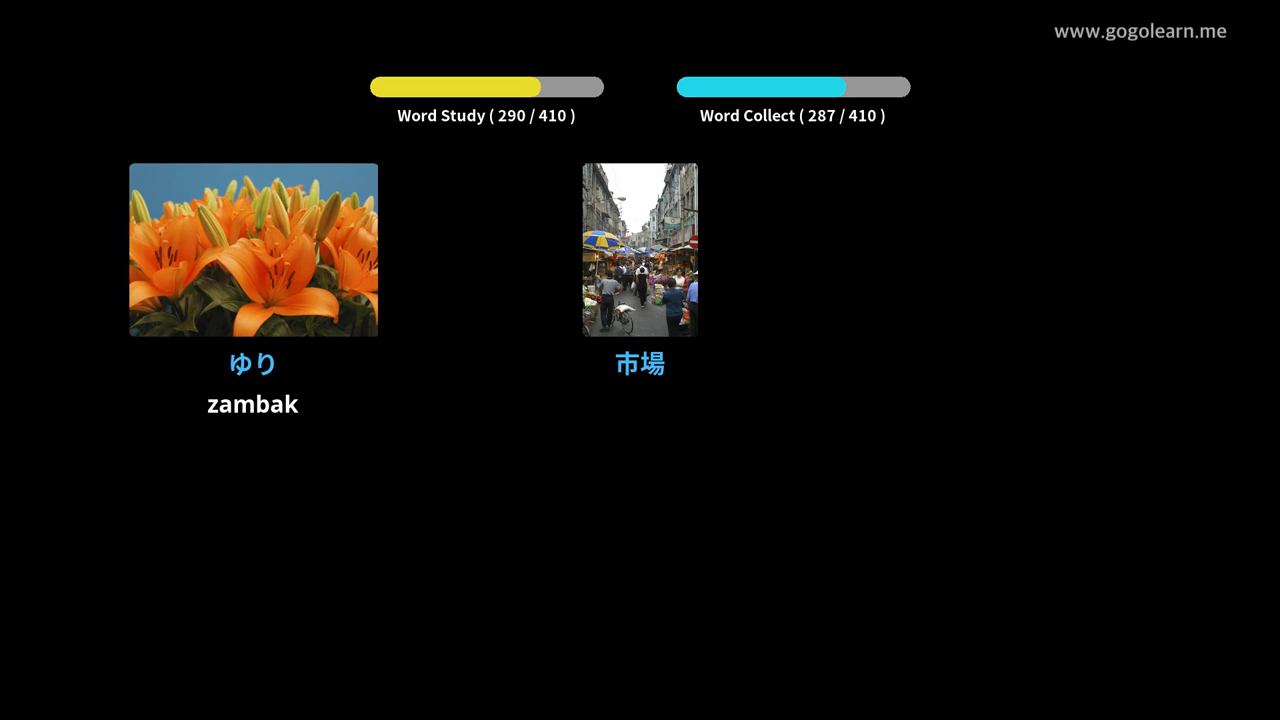 www.gogolearn.me
Word Study ( 290 / 410 )
Word Collect ( 287 / 410 )
ゆり
市場
zambak